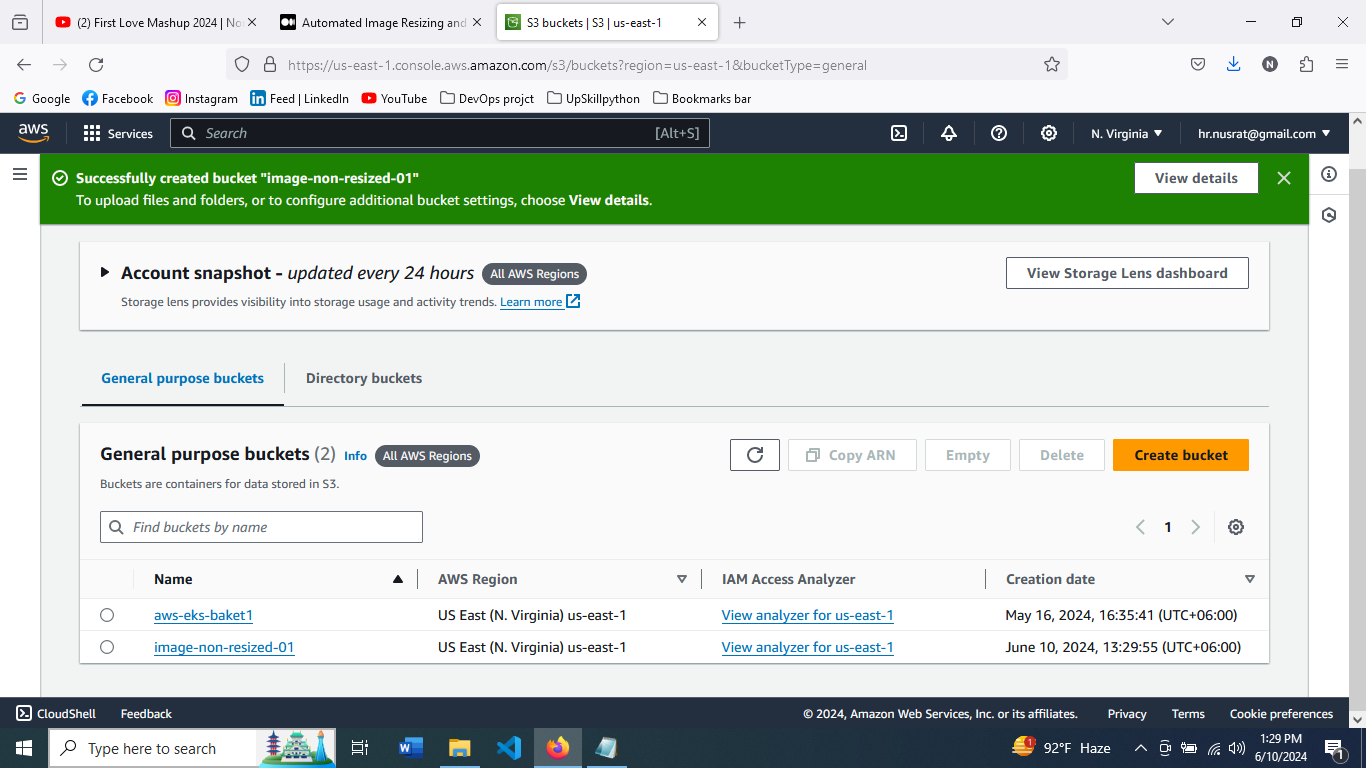 (2) First Love Mashup 2024 | No
Automated Image Resizing and
S3 buckets | S3 | us-east-1
https://us-east-1.console.aws.amazon.com/s3/buckets?region=us-east-1&bucketType=general
N
Google Facebook Instagram Feed | LinkedIn YouTube DevOps projct UpSkillpython Bookmarks bar
aws Services Search [Alt+S] N. Virginia hr.nusrat@gmail.com
Successfully created bucket "image-non-resized-01"
To upload files and folders, or to configure additional bucket settings, choose View details.
View details
Account snapshot - updated every 24 hours All AWS Regions
Storage lens provides visibility into storage usage and activity trends. Learn more
View Storage Lens dashboard
General purpose buckets Directory buckets
General purpose buckets (2) Info All AWS Regions
Buckets are containers for data stored in S3.
Copy ARN Empty Delete Create bucket
Find buckets by name
1
Name AWS Region IAM Access Analyzer Creation date
aws-eks-baket1 US East (N. Virginia) us-east-1 View analyzer for us-east-1 May 16, 2024, 16:35:41 (UTC+06:00)
image-non-resized-01 US East (N. Virginia) us-east-1 View analyzer for us-east-1 June 10, 2024, 13:29:55 (UTC+06:00)
CloudShell Feedback © 2024, Amazon Web Services, Inc. or its affiliates. Privacy Terms Cookie preferences
Type here to search
W
1
92°F Haze
1:29 PM
6/10/2024
1